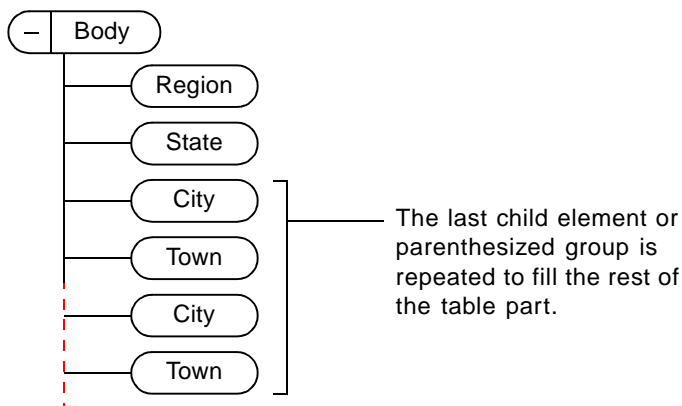 – Body
Region
State
City
Town
City
Town
The last child element or
parenthesized group is
repeated to fill the rest of
the table part.